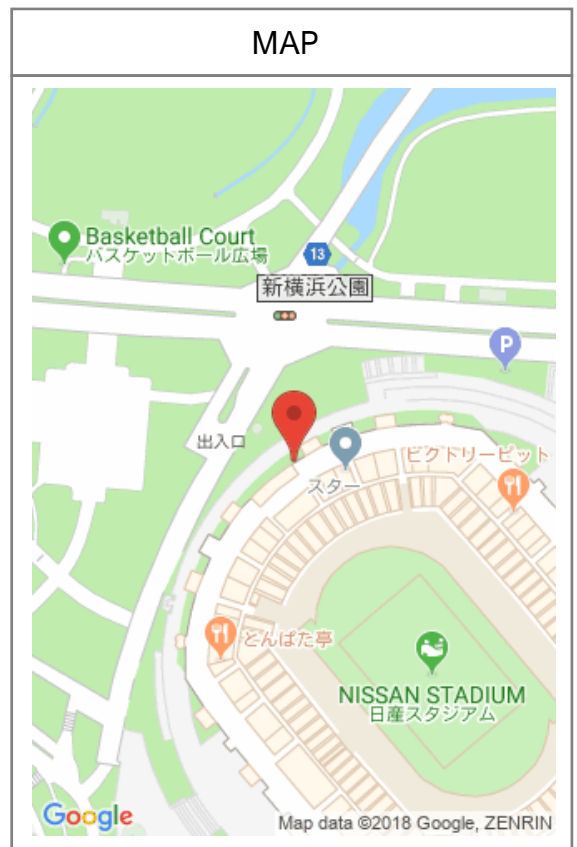 MAP
Basketball Court
バスケットボール広場
13
新横浜公園
P
出入口
スター
ビクトリーピット
とんぱた亭
NISSAN STADIUM
日産スタジアム
Google
Map data ©2018 Google, ZENRIN